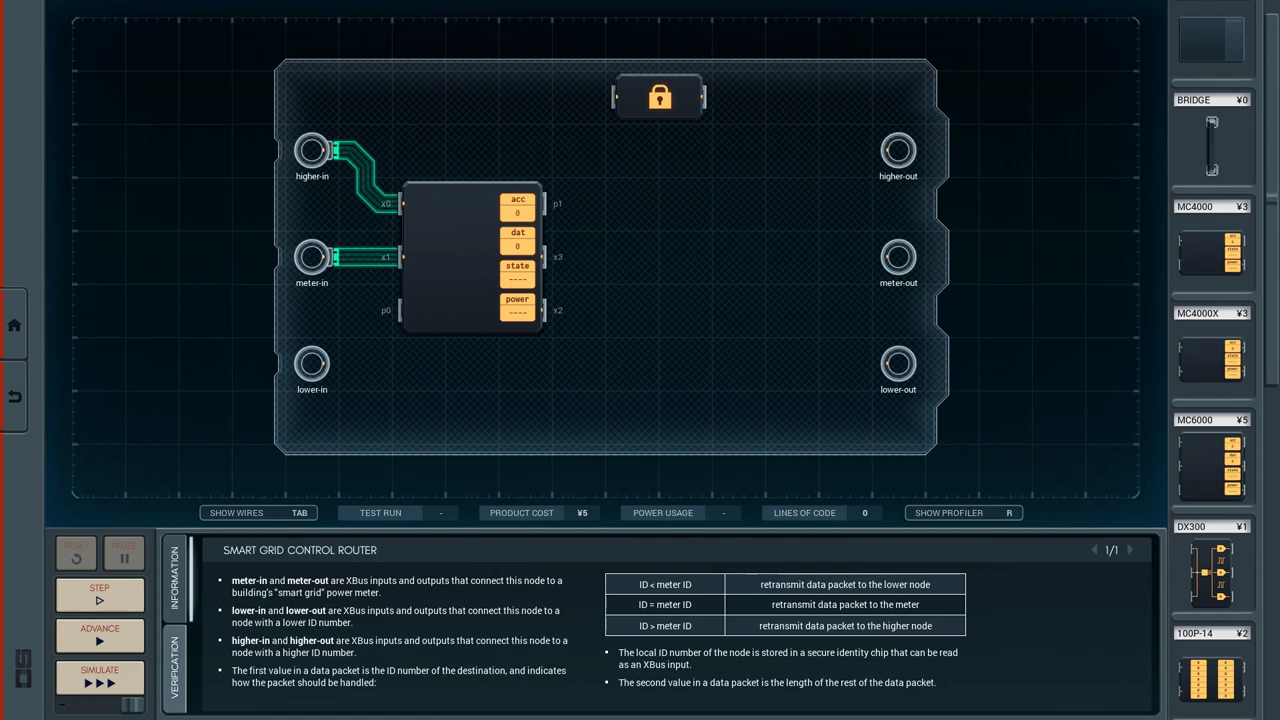 higher-in
meter-in
lower-in
x0
x1
p0
acc
0
dat
0
state
----
power
----
p1
x3
x2
higher-out
meter-out
lower-out
BRIDGE ¥0
MC4000 ¥3
MC4000X ¥3
MC6000 ¥5
DX300 ¥1
100P-14 ¥2
SHOW WIRES TAB
TEST RUN -
PRODUCT COST ¥5
POWER USAGE -
LINES OF CODE 0
SHOW PROFILER R
RESET
PAUSE
STEP
ADVANCE
SIMULATE
INFORMATION
VERIFICATION
SMART GRID CONTROL ROUTER
1/1
meter-in and meter-out are XBus inputs and outputs that connect this node to a
building's "smart grid" power meter.
lower-in and lower-out are XBus inputs and outputs that connect this node to a
node with a lower ID number.
higher-in and higher-out are XBus inputs and outputs that connect this node to a
node with a higher ID number.
The first value in a data packet is the ID number of the destination, and indicates
how the packet should be handled:
ID < meter ID retransmit data packet to the lower node
ID = meter ID retransmit data packet to the meter
ID > meter ID retransmit data packet to the higher node
The local ID number of the node is stored in a secure identity chip that can be read
as an XBus input.
The second value in a data packet is the length of the rest of the data packet.